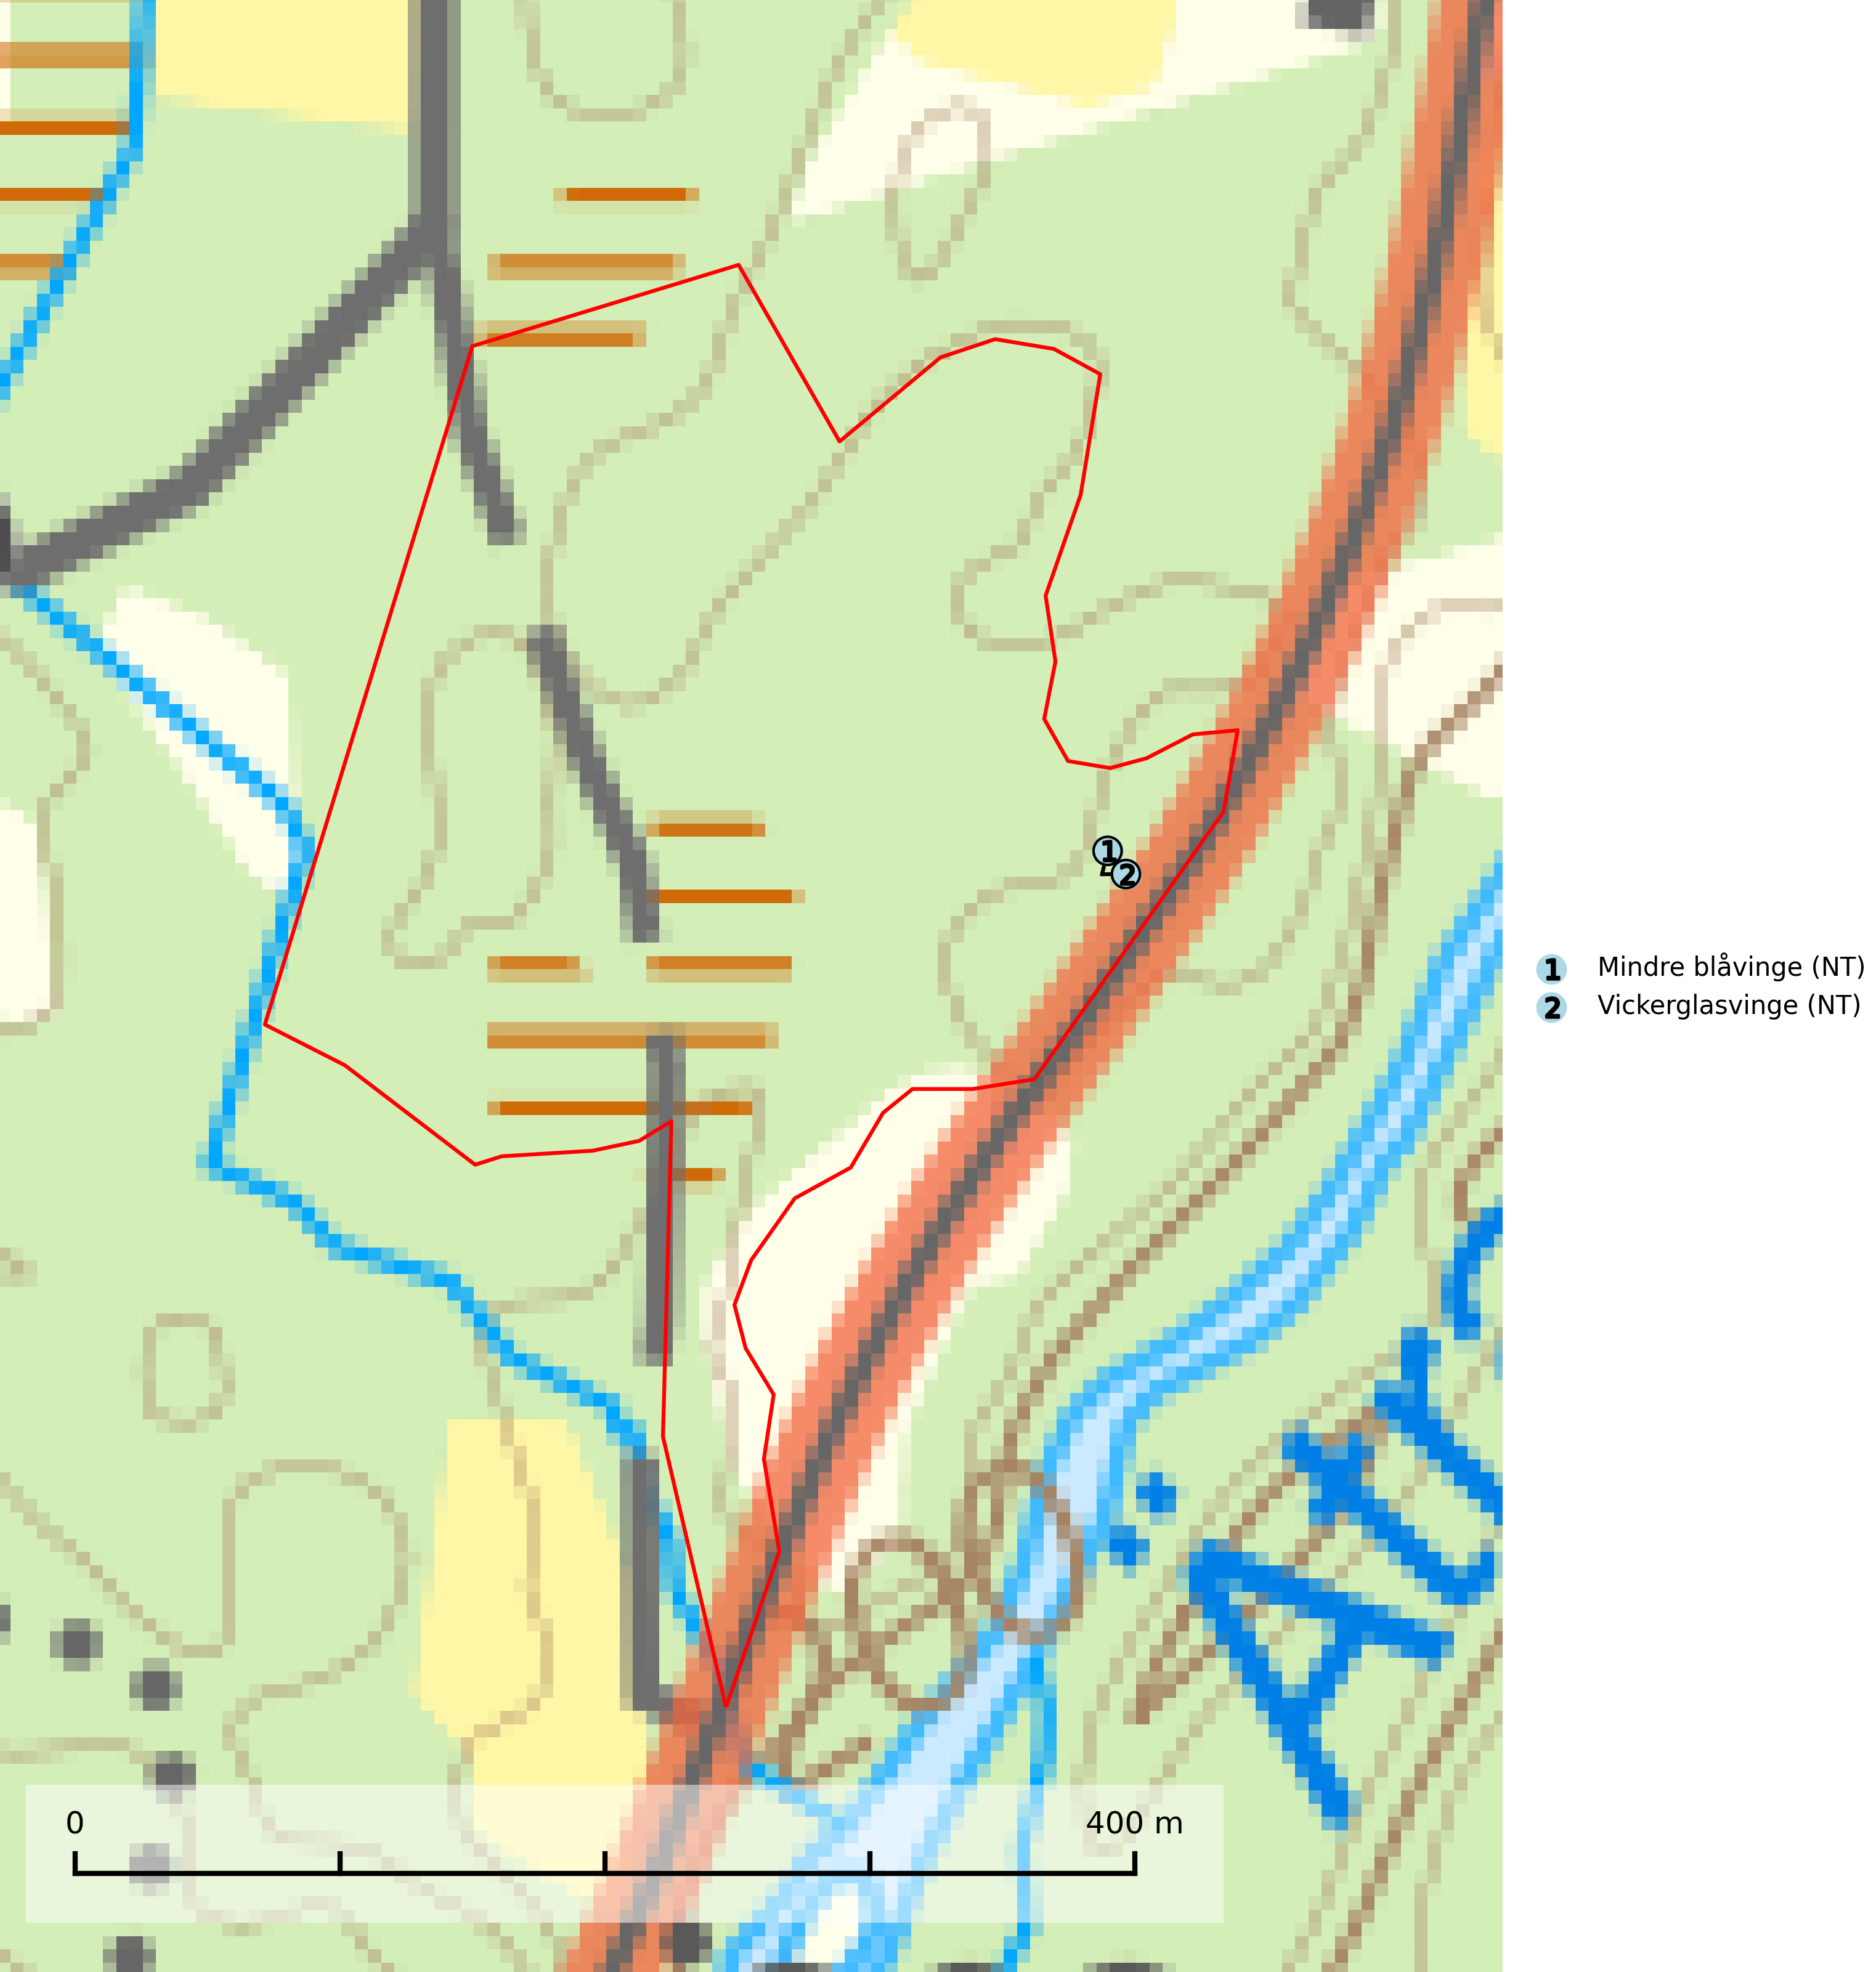 1
2
1 Mindre blåvinge (NT)
2 Vickerglasvinge (NT)
0 400 m